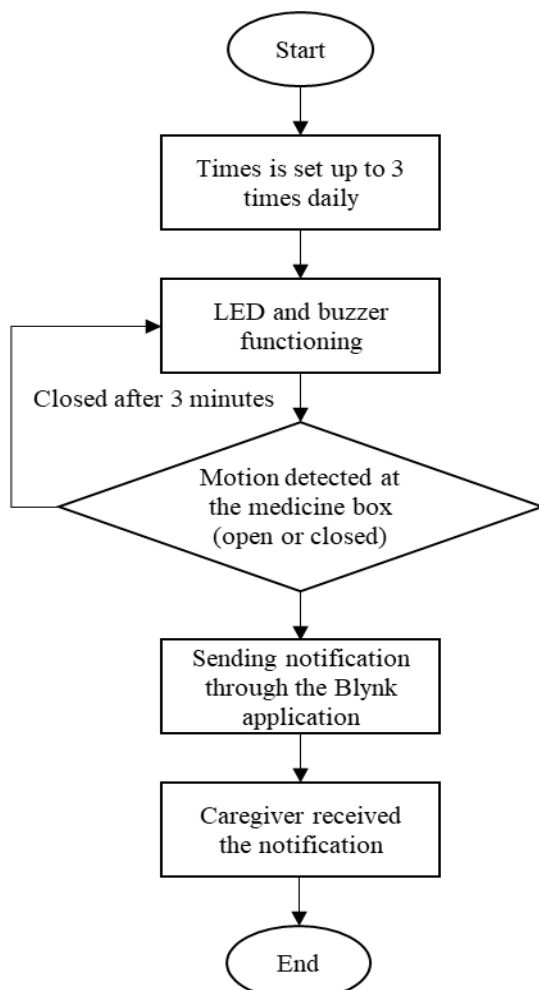 Start
Times is set up to 3
times daily
LED and buzzer
functioning
Closed after 3 minutes
Motion detected at
the medicine box
(open or closed)
Sending notification
through the Blynk
application
Caregiver received
the notification
End